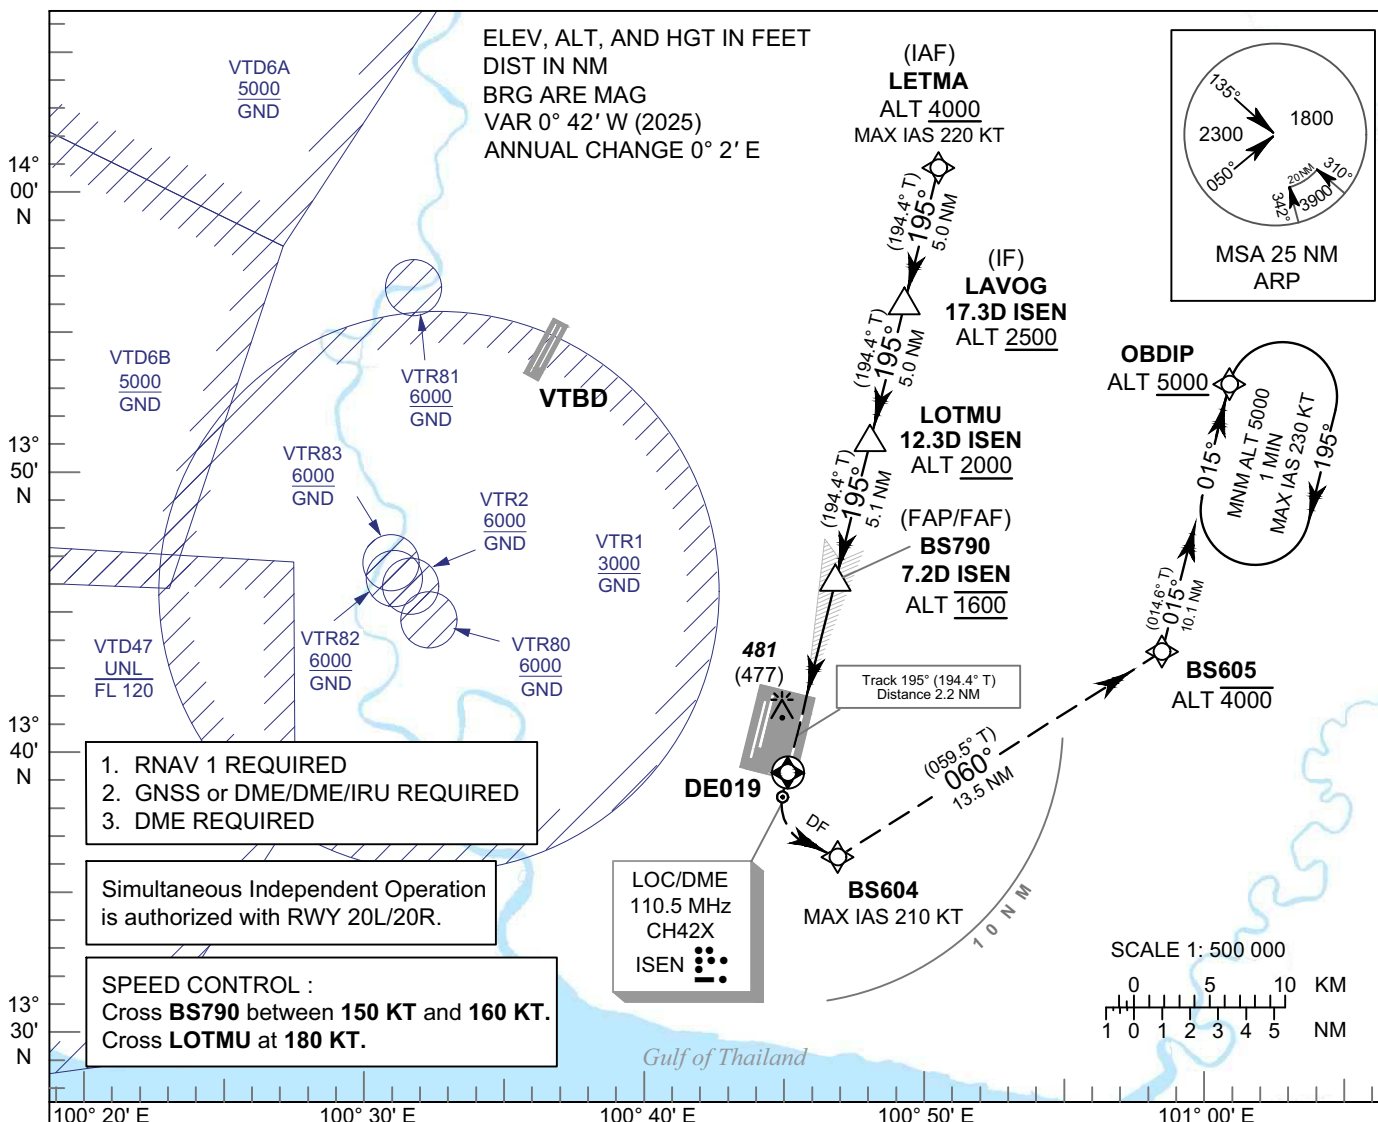 ELEV, ALT, AND HGT IN FEET
DIST IN NM
BRG ARE MAG
VAR 0° 42′ W (2025)
ANNUAL CHANGE 0° 2′ E
VTD6A
5000
GND
(IAF)
LETMA
ALT 4000
MAX IAS 220 KT
135°
1800
2300
050°
20 NM
310°
342°
3900
MSA 25 NM
ARP
14°
00'
N
(194.4° T)
195°
5.0 NM
(IF)
LAVOG
17.3D ISEN
ALT 2500
VTD6B
5000
GND
VTR81
6000
GND
VTBD
(194.4° T)
195°
5.0 NM
OBDIP
ALT 5000
MNM ALT 5000
1 MIN
MAX IAS 230 KT
015°
195°
13°
50'
N
VTR83
6000
GND
VTR2
6000
GND
LOTMU
12.3D ISEN
ALT 2000
(194.4° T)
195°
5.1 NM
(FAP/FAF)
BS790
7.2D ISEN
ALT 1600
VTR1
3000
GND
(014.6° T)
015°
10.1 NM
VTD47
UNL
FL 120
VTR82
6000
GND
VTR80
6000
GND
481
(477)
Track 195° (194.4° T)
Distance 2.2 NM
BS605
ALT 4000
13°
40'
N
1. RNAV 1 REQUIRED
2. GNSS or DME/DME/IRU REQUIRED
3. DME REQUIRED
DE019
(059.5° T)
060°
13.5 NM
DF
Simultaneous Independent Operation
is authorized with RWY 20L/20R.
LOC/DME
110.5 MHz
CH42X
ISEN
BS604
MAX IAS 210 KT
10 NM
SCALE 1: 500 000
0 5 10 KM
1 0 1 2 3 4 5 NM
13°
30'
N
SPEED CONTROL :
Cross BS790 between 150 KT and 160 KT.
Cross LOTMU at 180 KT.
Gulf of Thailand
100° 20' E 100° 30' E 100° 40' E 100° 50' E 101° 00' E